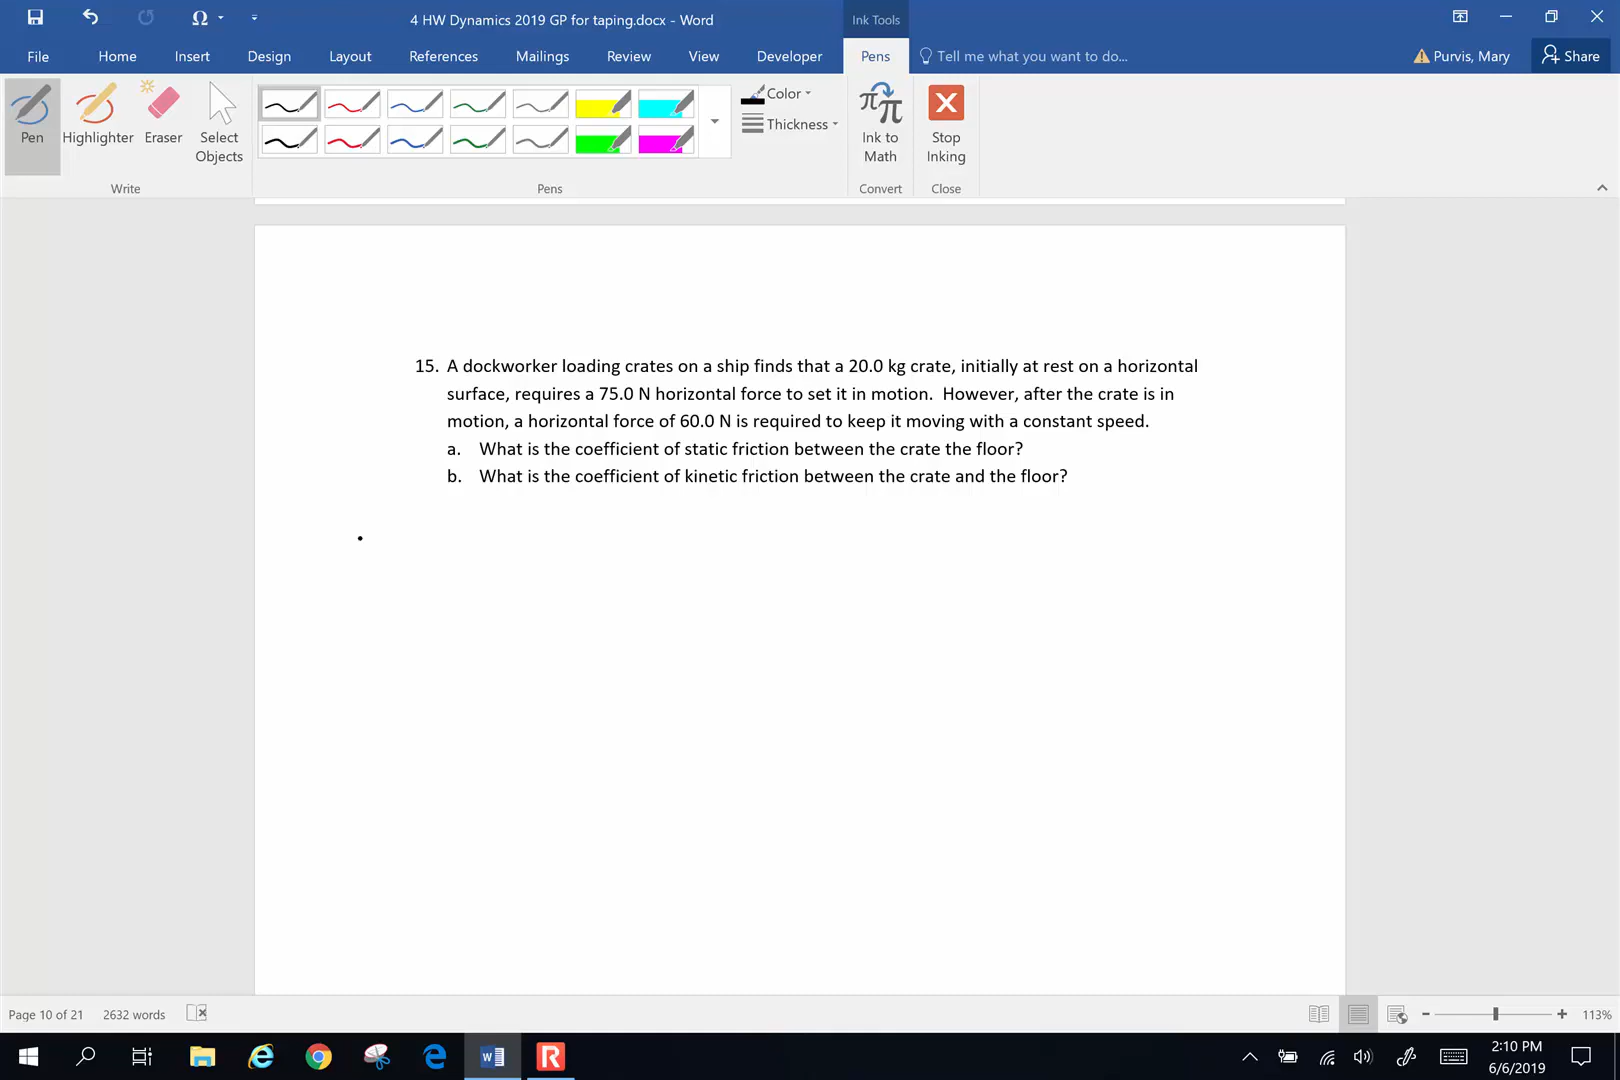 4 HW Dynamics 2019 GP for taping.docx - Word
Ink Tools
File Home Insert Design Layout References Mailings Review View Developer Pens Tell me what you want to do... Purvis, Mary Share
Pen Highlighter Eraser Select Objects
Color
Thickness
Ink to Math
Stop Inking
Write Pens Convert Close
15. A dockworker loading crates on a ship finds that a 20.0 kg crate, initially at rest on a horizontal
surface, requires a 75.0 N horizontal force to set it in motion. However, after the crate is in
motion, a horizontal force of 60.0 N is required to keep it moving with a constant speed.
a. What is the coefficient of static friction between the crate the floor?
b. What is the coefficient of kinetic friction between the crate and the floor?
Page 10 of 21 2632 words 113%
2:10 PM
6/6/2019